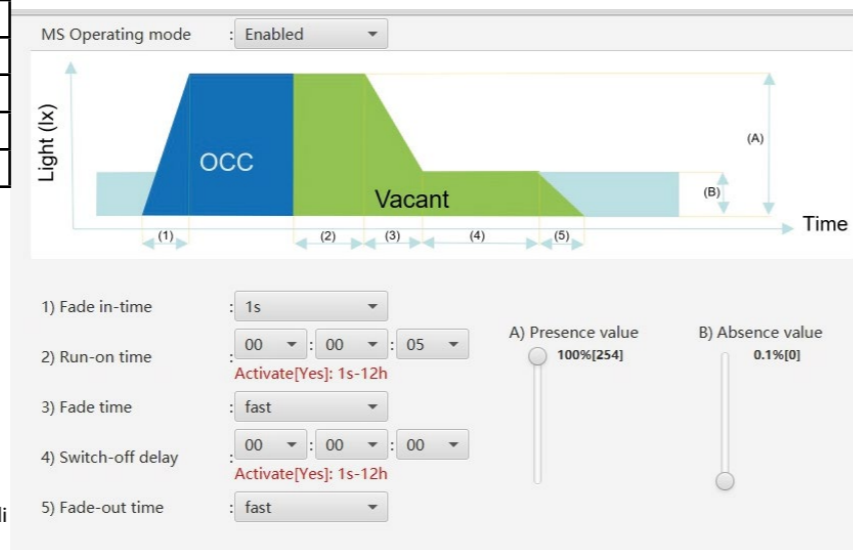 MS Operating mode : Enabled
Light (lx)
OCC
Vacant
(A)
(B)
Time
(1) (2) (3) (4) (5)
1) Fade in-time : 1s
2) Run-on time : 00 : 00 : 05
Activate[Yes]: 1s-12h
3) Fade time : fast
4) Switch-off delay : 00 : 00 : 00
Activate[Yes]: 1s-12h
5) Fade-out time : fast
A) Presence value
100%[254]
B) Absence value
0.1%[0]